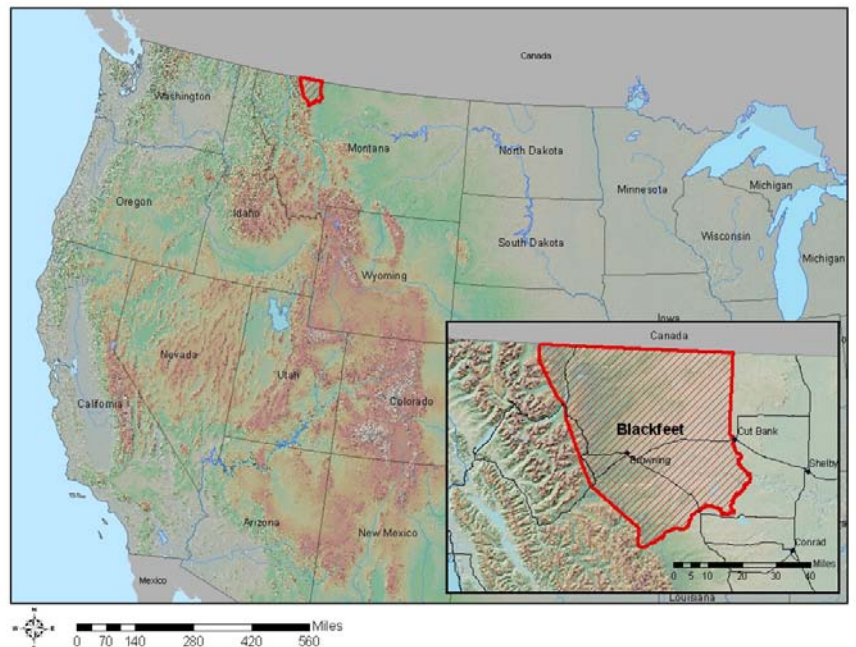 Canada
Washington
Montana
North Dakota
Minnesota
Michigan
Oregon
Idaho
South Dakota
Wisconsin
Michigan
Wyoming
Iowa
Nevada
Utah
Colorado
California
Arizona
New Mexico
Mexico
Louisiana
Canada
Blackfeet
Cut Bank
Browning
Shelby
Conrad
Miles
0 5 10 20 30 40
N
W E
Miles
0 70 140 280 420 560